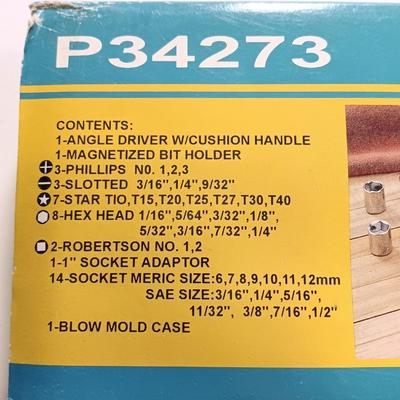 P34273
CONTENTS:
1-ANGLE DRIVER W/CUSHION HANDLE
1-MAGNETIZED BIT HOLDER
3-PHILLIPS NO. 1,2,3
3-SLOTTED 3/16",1/4",9/32"
7-STAR TIO,T15,T20,T25,T27,T30,T40
8-HEX HEAD 1/16",5/64",3/32",1/8",
5/32",3/16",7/32",1/4"
2-ROBERTSON NO. 1,2
1-1" SOCKET ADAPTOR
14-SOCKET MERIC SIZE:6,7,8,9,10,11,12mm
SAE SIZE:3/16",1/4",5/16",
11/32", 3/8",7/16",1/2"
1-BLOW MOLD CASE